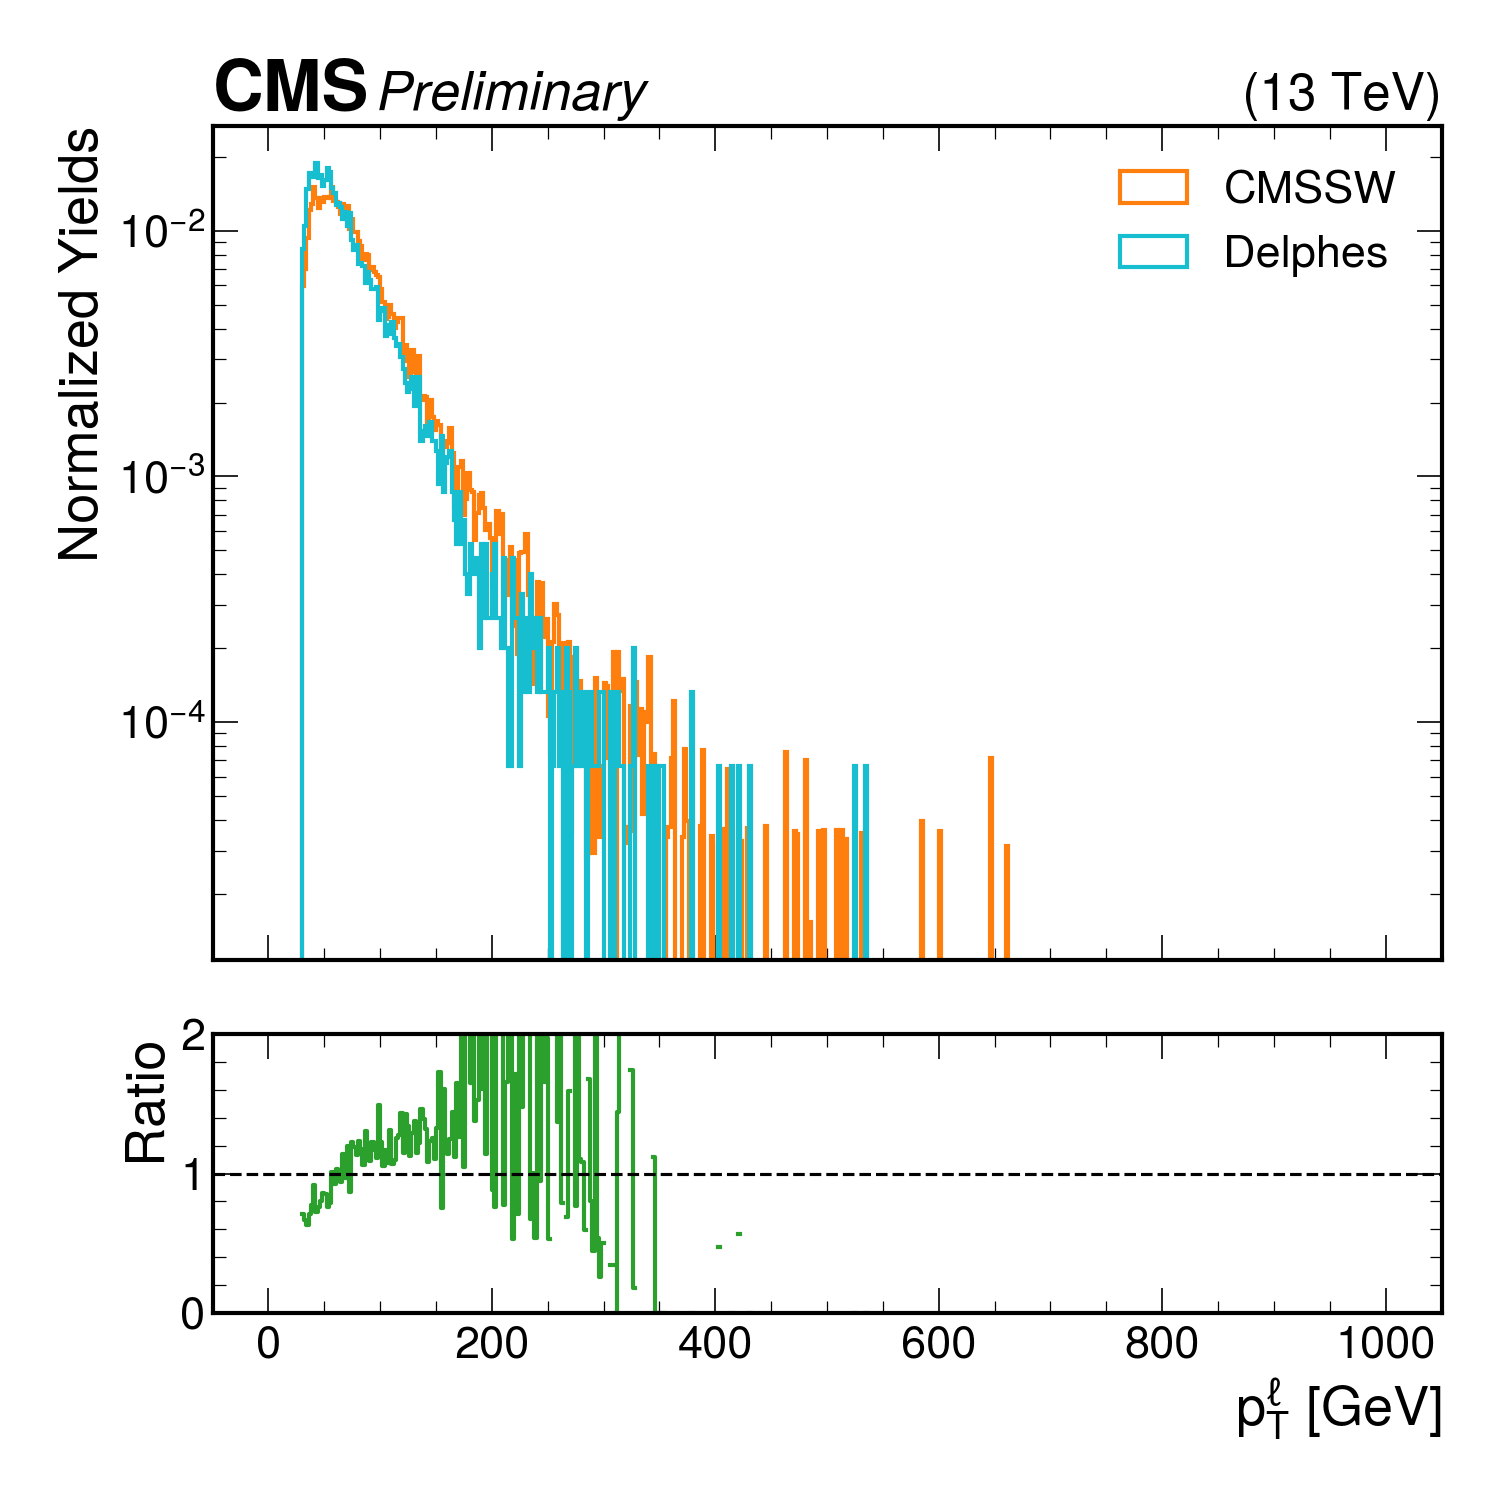 CMS Preliminary (13 TeV)
Normalized Yields
10⁻²
10⁻³
10⁻⁴
CMSSW
Delphes
Ratio
2
1
0
0 200 400 600 800 1000
p_T^ℓ [GeV]